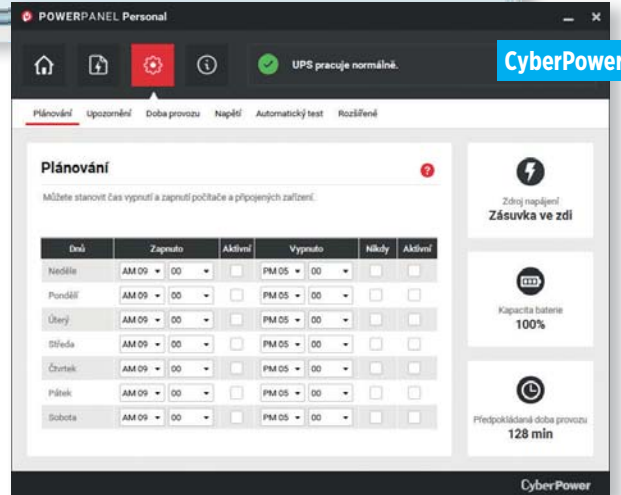 POWERPANEL Personal
UPS pracuje normálně.
CyberPower
Plánování Upozornění Doba provozu Napětí Automatický test Rozšířené
Plánování
Můžete stanovit čas vypnutí a zapnutí počítače a připojených zařízení.
Dnů Zapnuto Aktivní Vypnuto Nikdy Aktivní
Neděle AM 09 00 PM 05 00
Pondělí AM 09 00 PM 05 00
Úterý AM 09 00 PM 05 00
Středa AM 09 00 PM 05 00
Čtvrtek AM 09 00 PM 05 00
Pátek AM 09 00 PM 05 00
Sobota AM 09 00 PM 05 00
Zdroj napájení
Zásuvka ve zdi
Kapacita baterie
100%
Předpokládaná doba provozu
128 min
CyberPower